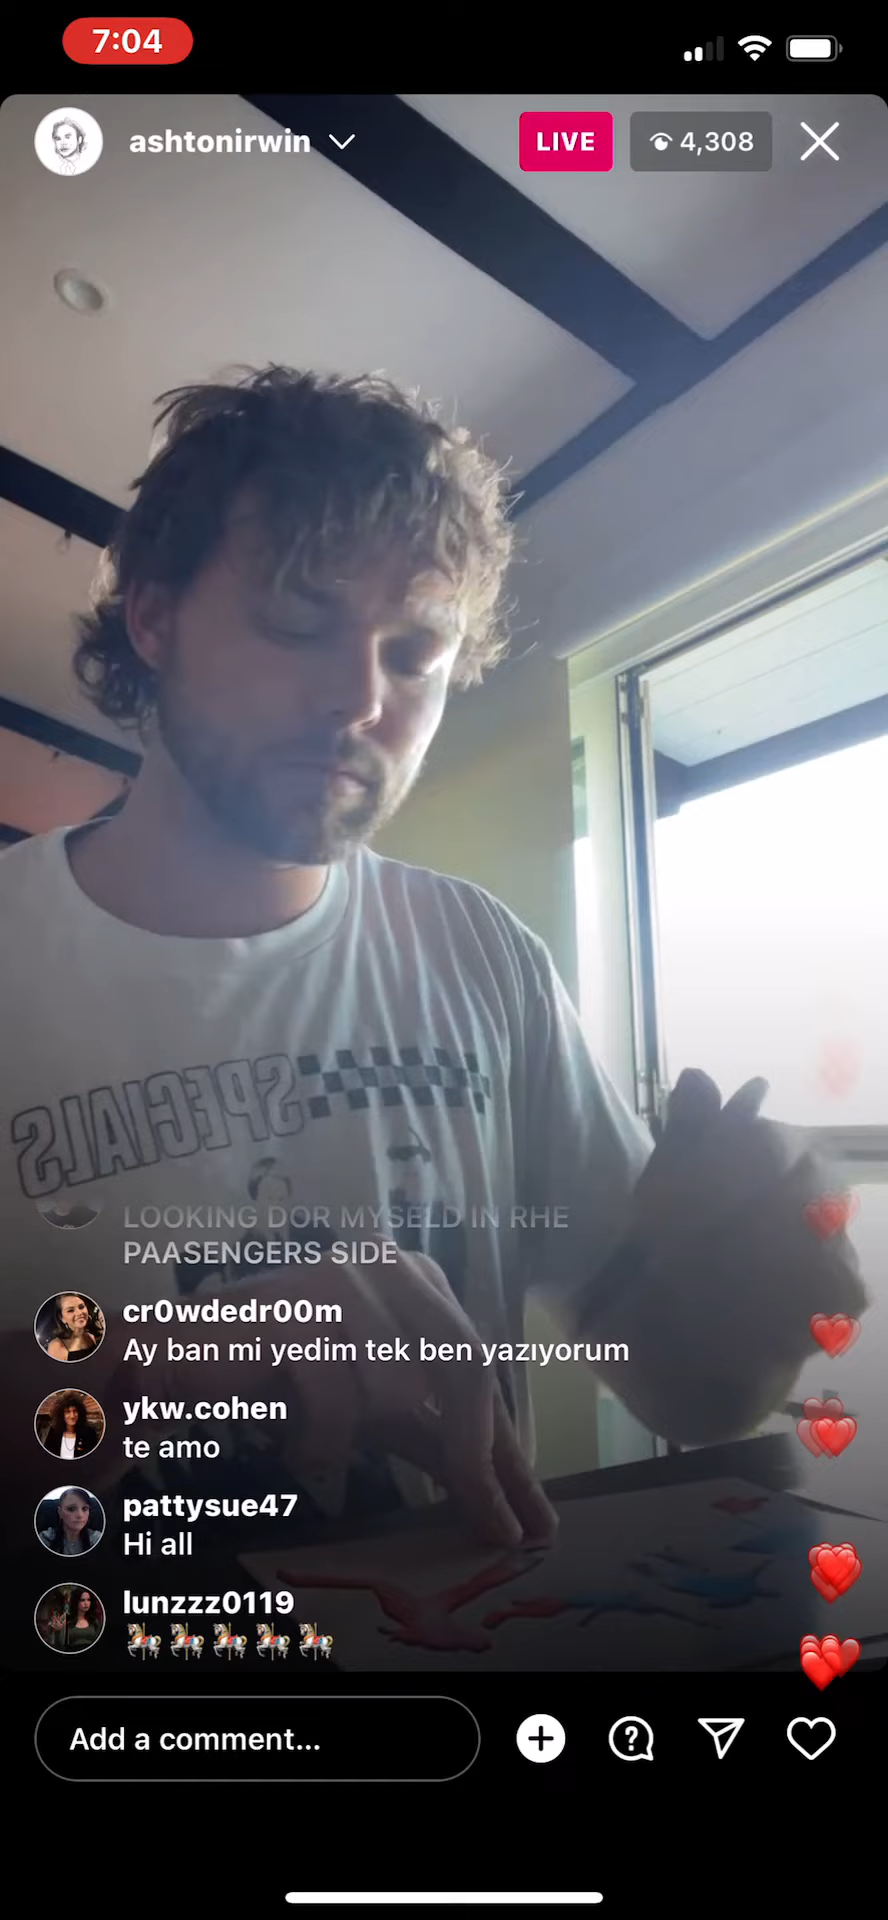 7:04
ashtonirwin
LIVE
4,308
SPECIALS
LOOKING DOR MYSELD IN RHE
PAASENGERS SIDE
cr0wdedr00m
Ay ban mi yedim tek ben yazıyorum
ykw.cohen
te amo
pattysue47
Hi all
lunzzz0119
🎠🎠🎠🎠🎠
Add a comment...